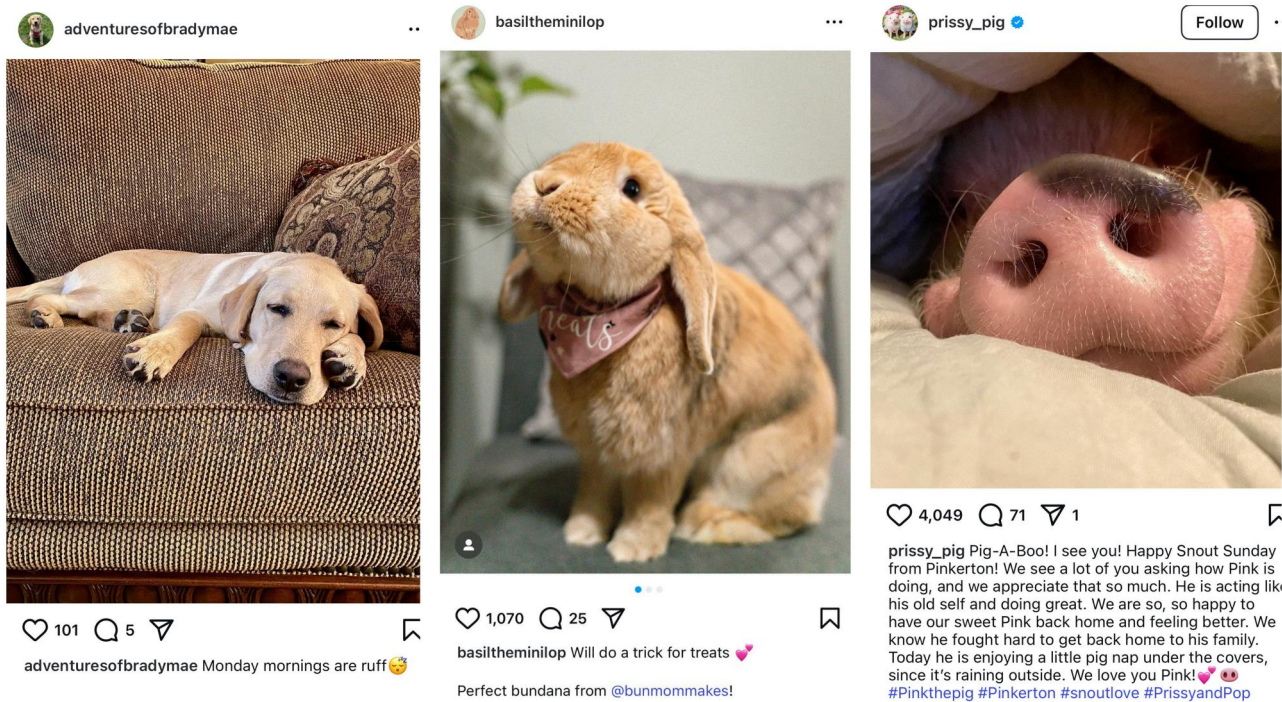 adventuresofbradymae
101 5
adventuresofbradymae Monday mornings are ruff😴
basiltheminilop
treats
1,070 25
basiltheminilop Will do a trick for treats 💕
Perfect bundana from @bunmommakes!
prissy_pig
Follow
4,049 71 1
prissy_pig Pig-A-Boo! I see you! Happy Snout Sunday
from Pinkerton! We see a lot of you asking how Pink is
doing, and we appreciate that so much. He is acting like
his old self and doing great. We are so, so happy to
have our sweet Pink back home and feeling better. We
know he fought hard to get back home to his family.
Today he is enjoying a little pig nap under the covers,
since it’s raining outside. We love you Pink!💕 🐽
#Pinkthepig #Pinkerton #snoutlove #PrissyandPop